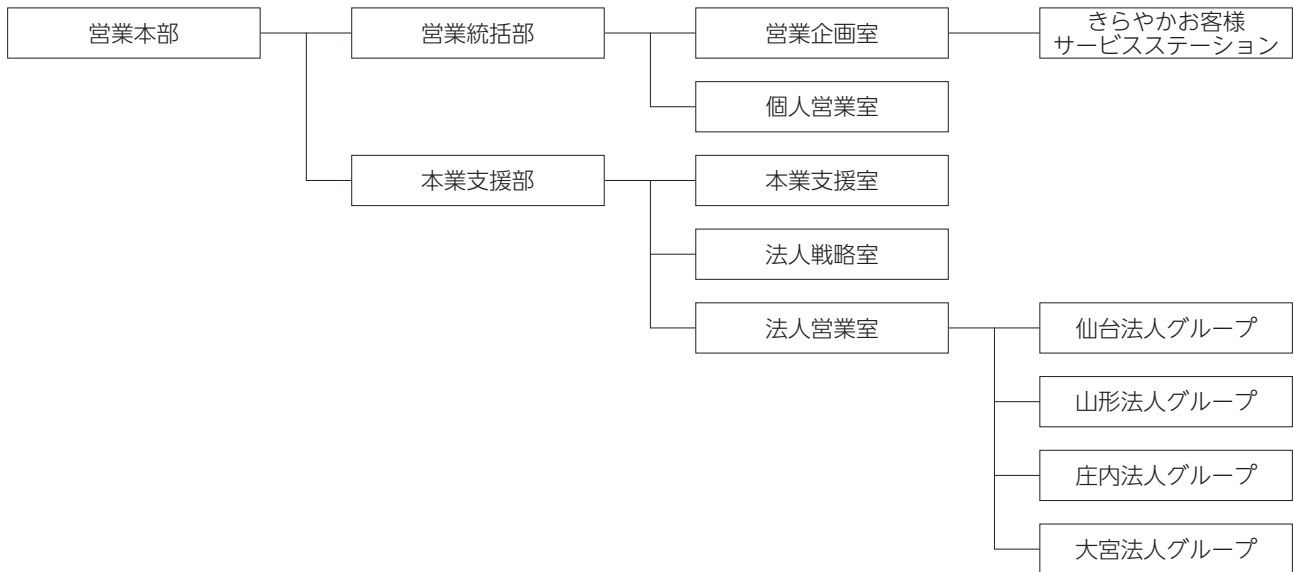 営業本部
営業統括部
営業企画室
きらやかお客様
サービスステーション
個人営業室
本業支援部
本業支援室
法人戦略室
法人営業室
仙台法人グループ
山形法人グループ
庄内法人グループ
大宮法人グループ